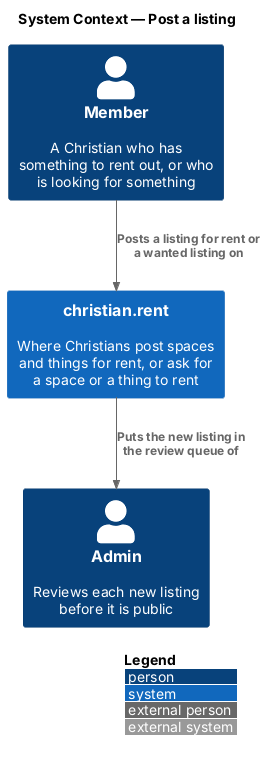 System Context — Post a listing
Member
A Christian who has
something to rent out, or who
is looking for something
Posts a listing for rent or
a wanted listing on
christian.rent
Where Christians post spaces
and things for rent, or ask for
a space or a thing to rent
Puts the new listing in
the review queue of
Admin
Reviews each new listing
before it is public
Legend
person
system
external person
external system